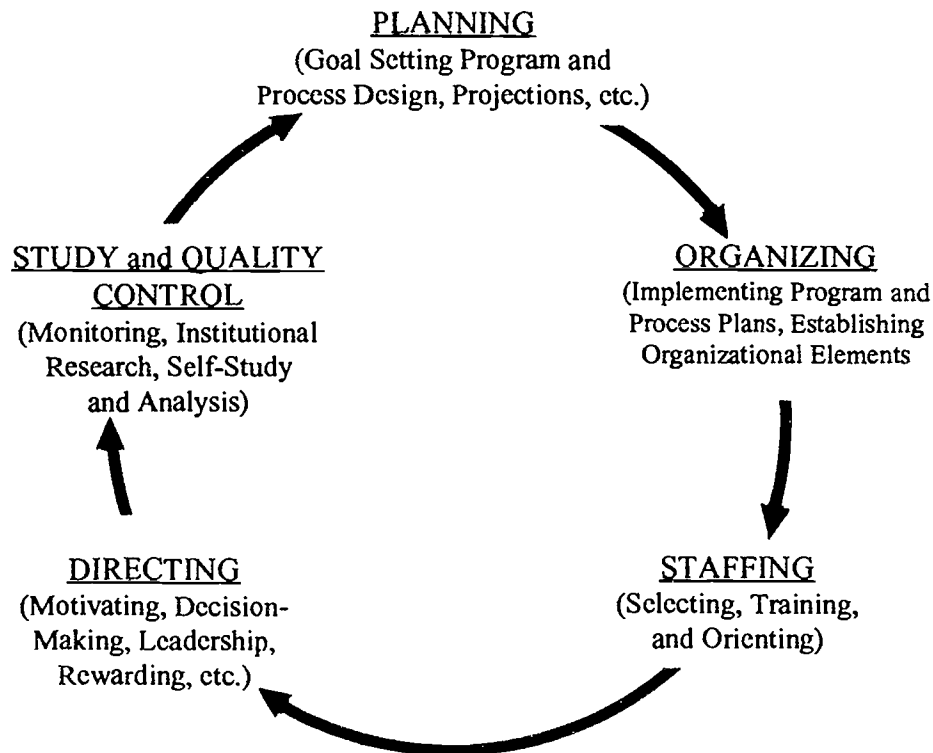 PLANNING
(Goal Setting Program and
Process Design, Projections, etc.)
ORGANIZING
(Implementing Program and
Process Plans, Establishing
Organizational Elements
STAFFING
(Selecting, Training,
and Orienting)
DIRECTING
(Motivating, Decision-
Making, Leadership,
Rewarding, etc.)
STUDY and QUALITY
CONTROL
(Monitoring, Institutional
Research, Self-Study
and Analysis)